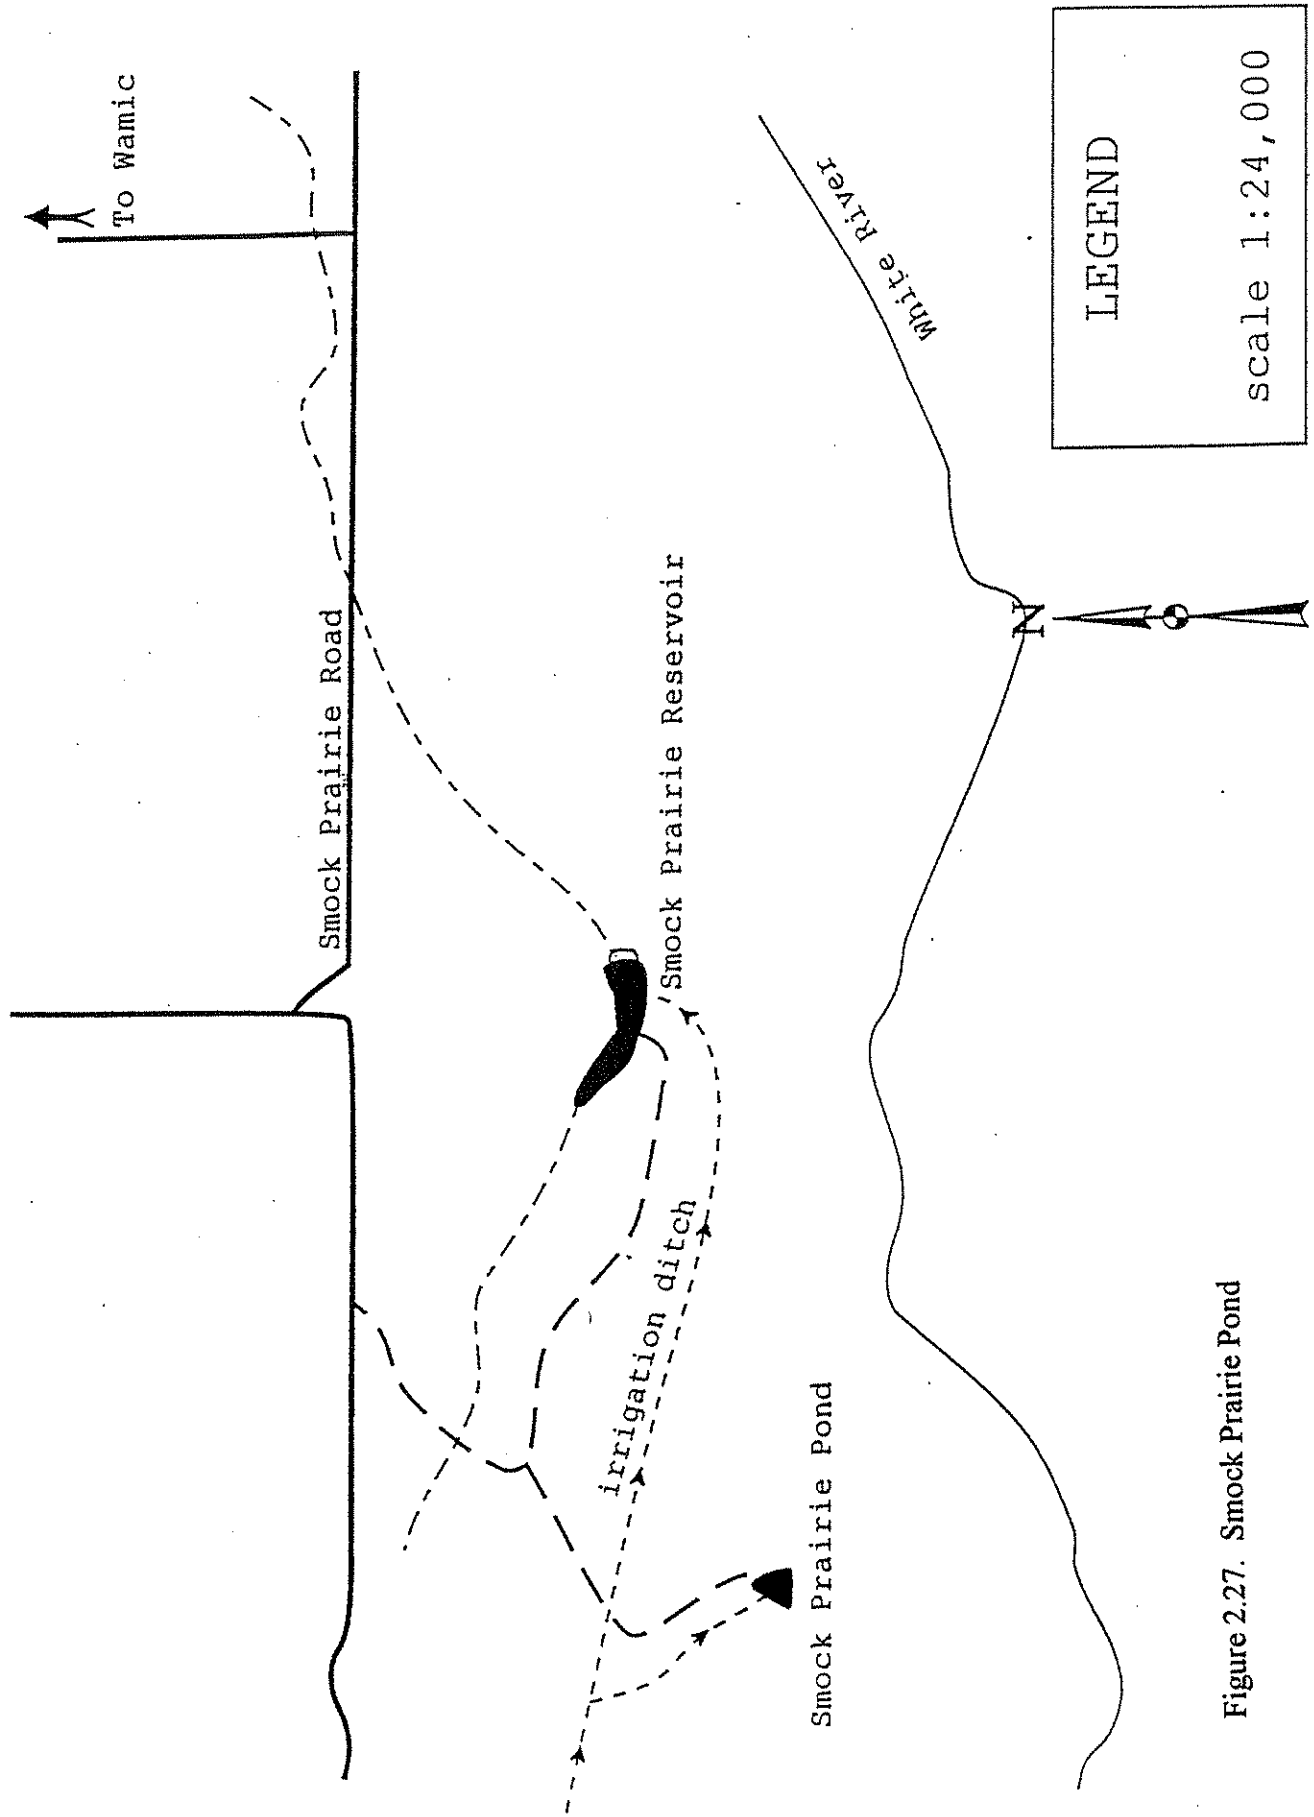 To Wamic
Smock Prairie Road
Smock Prairie Reservoir
irrigation ditch
Smock Prairie Pond
White River
N
LEGEND
scale 1:24,000
Figure 2.27. Smock Prairie Pond